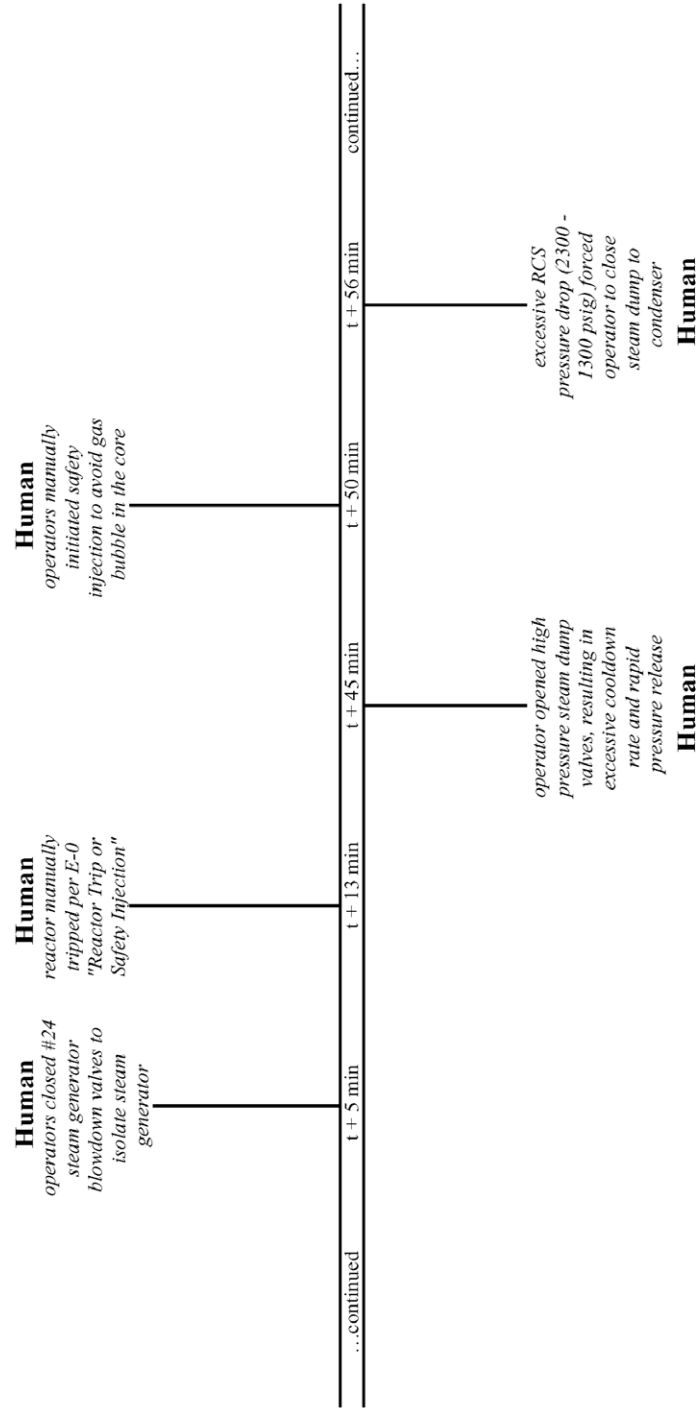 Human
operators closed #24
steam generator
blowdown valves to
isolate steam
generator
Human
reactor manually
tripped per E-0
"Reactor Trip or
Safety Injection"
Human
operators manually
initiated safety
injection to avoid gas
bubble in the core
…continued
t + 5 min
t + 13 min
t + 45 min
t + 50 min
t + 56 min
continued…
operator opened high
pressure steam dump
valves, resulting in
excessive cooldown
rate and rapid
pressure release
Human
excessive RCS
pressure drop (2300 -
1300 psig) forced
operator to close
steam dump to
condenser
Human